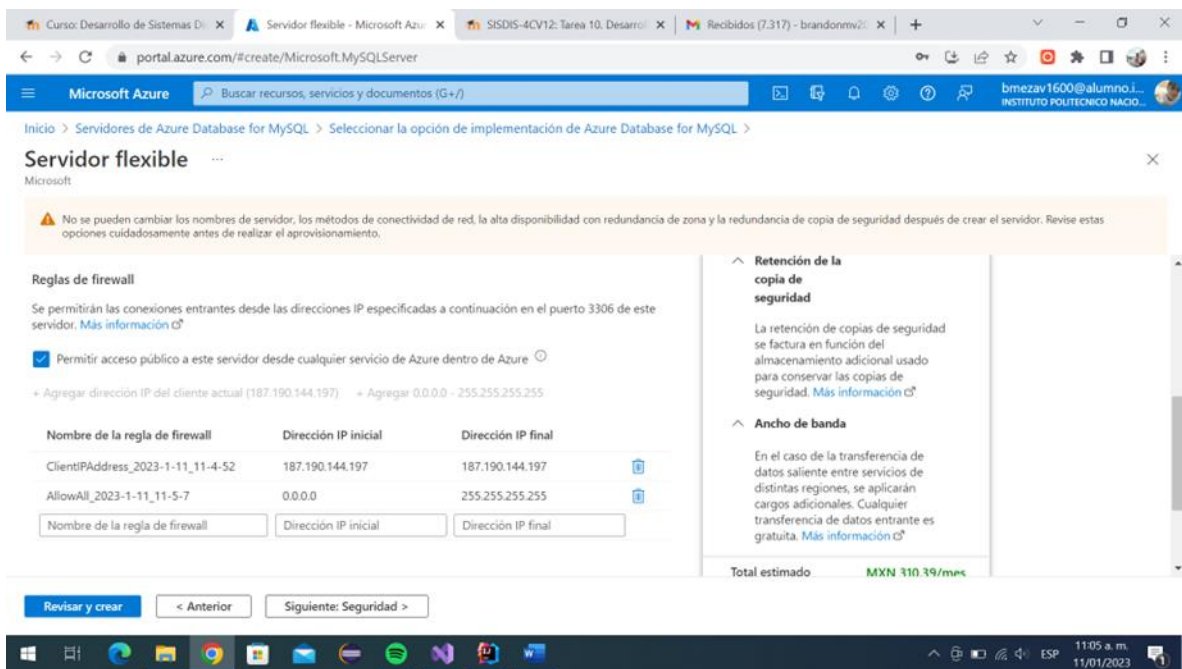 Curso: Desarrollo de Sistemas Di
Servidor flexible - Microsoft Azu
SISDIS-4CV12: Tarea 10. Desarrol
Recibidos (7.317) - brandonmv20
portal.azure.com/#create/Microsoft.MySQLServer
Microsoft Azure
Buscar recursos, servicios y documentos (G+/)
bmezav1600@alumno.i...
INSTITUTO POLITECNICO NACIO...
Inicio > Servidores de Azure Database for MySQL > Seleccionar la opción de implementación de Azure Database for MySQL >
Servidor flexible ...
Microsoft
No se pueden cambiar los nombres de servidor, los métodos de conectividad de red, la alta disponibilidad con redundancia de zona y la redundancia de copia de seguridad después de crear el servidor. Revise estas
opciones cuidadosamente antes de realizar el aprovisionamiento.
Reglas de firewall
Se permitirán las conexiones entrantes desde las direcciones IP especificadas a continuación en el puerto 3306 de este
servidor. Más información
Permitir acceso público a este servidor desde cualquier servicio de Azure dentro de Azure
+ Agregar dirección IP del cliente actual (187.190.144.197) + Agregar 0.0.0.0 - 255.255.255.255
Nombre de la regla de firewall Dirección IP inicial Dirección IP final
ClientIPAddress_2023-1-11_11-4-52 187.190.144.197 187.190.144.197
AllowAll_2023-1-11_11-5-7 0.0.0.0 255.255.255.255
Nombre de la regla de firewall Dirección IP inicial Dirección IP final
Retención de la
copia de
seguridad
La retención de copias de seguridad
se factura en función del
almacenamiento adicional usado
para conservar las copias de
seguridad. Más información
Ancho de banda
En el caso de la transferencia de
datos saliente entre servicios de
distintas regiones, se aplicarán
cargos adicionales. Cualquier
transferencia de datos entrante es
gratuita. Más información
Total estimado MXN 310.39/mes
Revisar y crear < Anterior Siguiente: Seguridad >
ESP
11:05 a. m.
11/01/2023